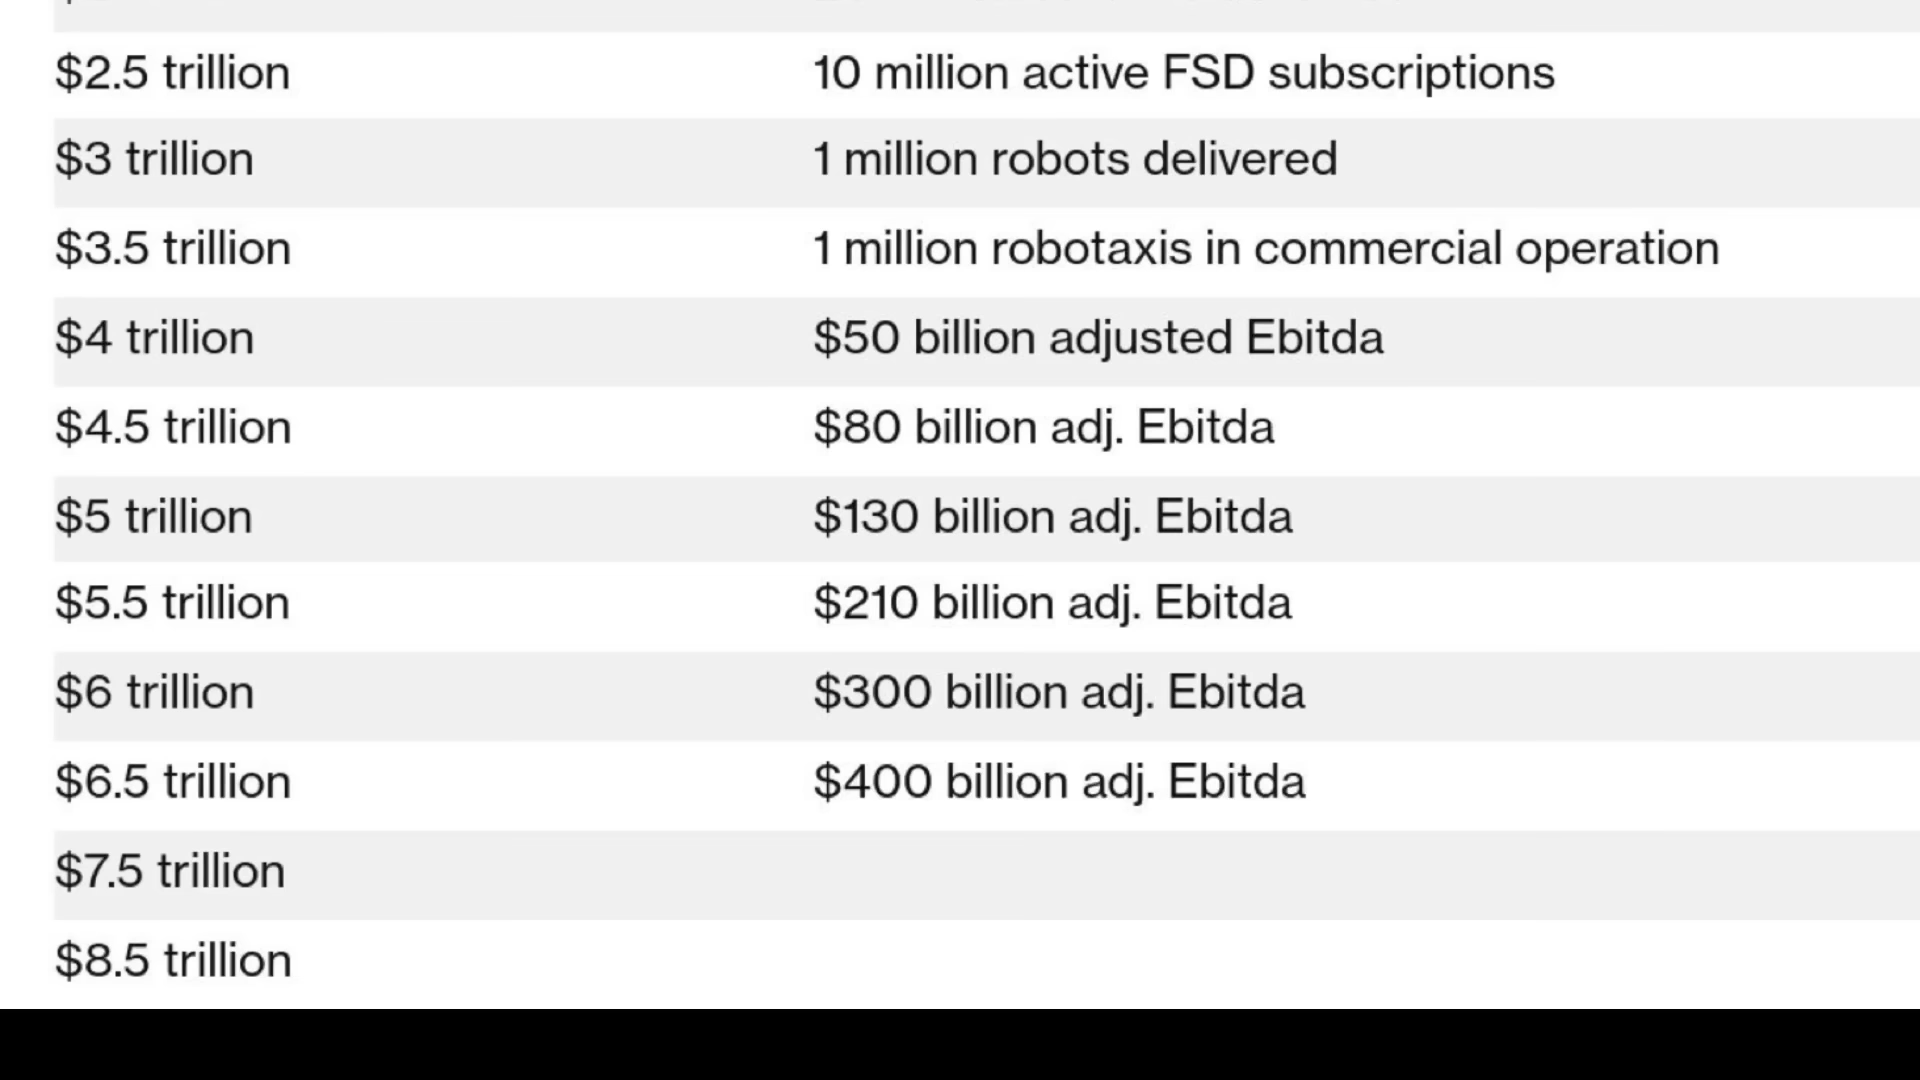 $2.5 trillion 10 million active FSD subscriptions
$3 trillion 1 million robots delivered
$3.5 trillion 1 million robotaxis in commercial operation
$4 trillion $50 billion adjusted Ebitda
$4.5 trillion $80 billion adj. Ebitda
$5 trillion $130 billion adj. Ebitda
$5.5 trillion $210 billion adj. Ebitda
$6 trillion $300 billion adj. Ebitda
$6.5 trillion $400 billion adj. Ebitda
$7.5 trillion
$8.5 trillion